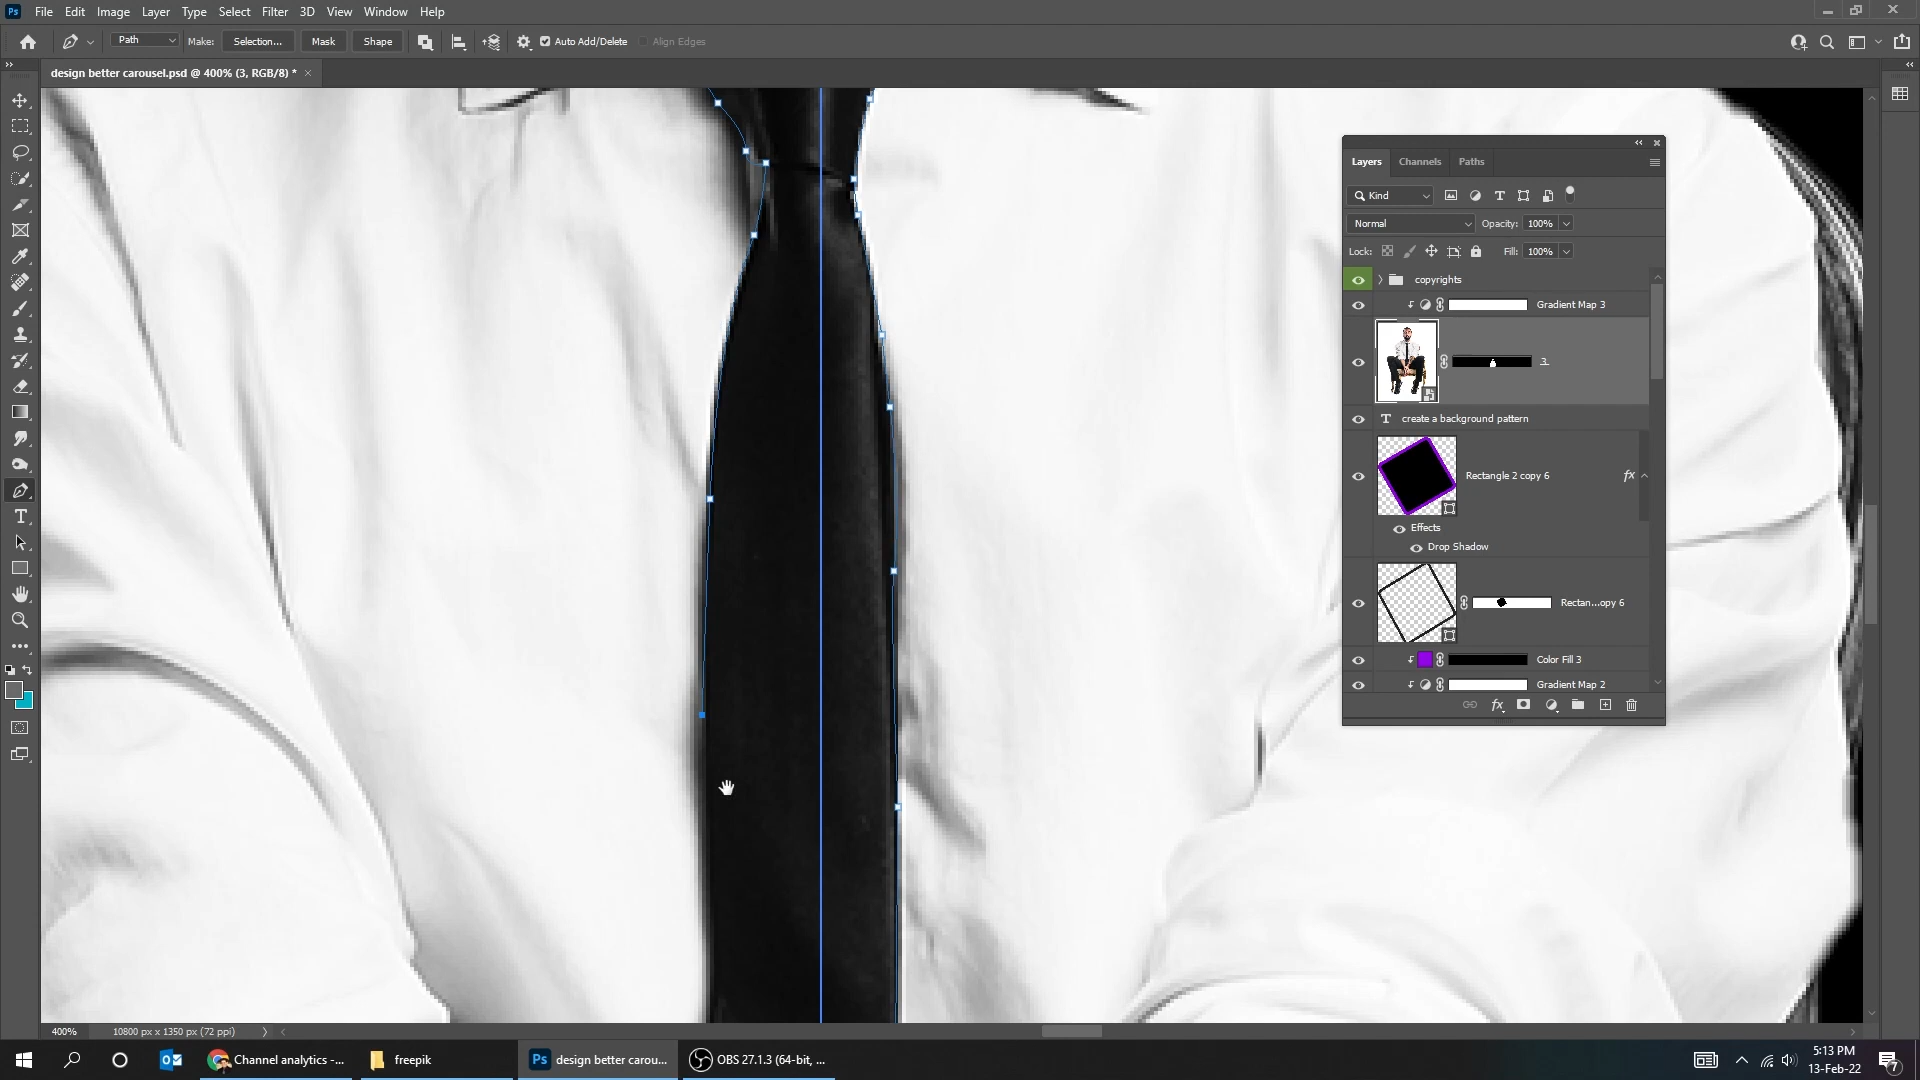 Ps File Edit Image Layer Type Select Filter 3D View Window Help
Path Make: Selection... Mask Shape Auto Add/Delete Align Edges
design better carousel.psd @ 400% (3, RGB/8) * ×
Layers Channels Paths
Kind
Normal Opacity: 100%
Lock: Fill: 100%
copyrights
Gradient Map 3
3
create a background pattern
Rectangle 2 copy 6 fx
Effects
Drop Shadow
Rectan...opy 6
Color Fill 3
Gradient Map 2
fx
400% 10800 px x 1350 px (72 ppi)
Channel analytics -... freepik Ps design better carou... OBS 27.1.3 (64-bit, ...
5:13 PM
13-Feb-22
7